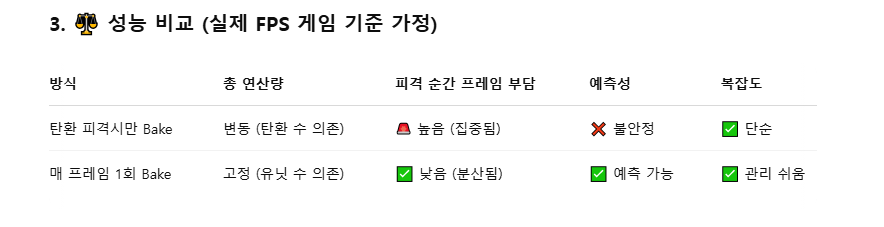 3. ⚖️ 성능 비교 (실제 FPS 게임 기준 가정)
방식 총 연산량 피격 순간 프레임 부담 예측성 복잡도
탄환 피격시만 Bake 변동 (탄환 수 의존) 🚨 높음 (집중됨) ❌ 불안정 ✅ 단순
매 프레임 1회 Bake 고정 (유닛 수 의존) ✅ 낮음 (분산됨) ✅ 예측 가능 ✅ 관리 쉬움